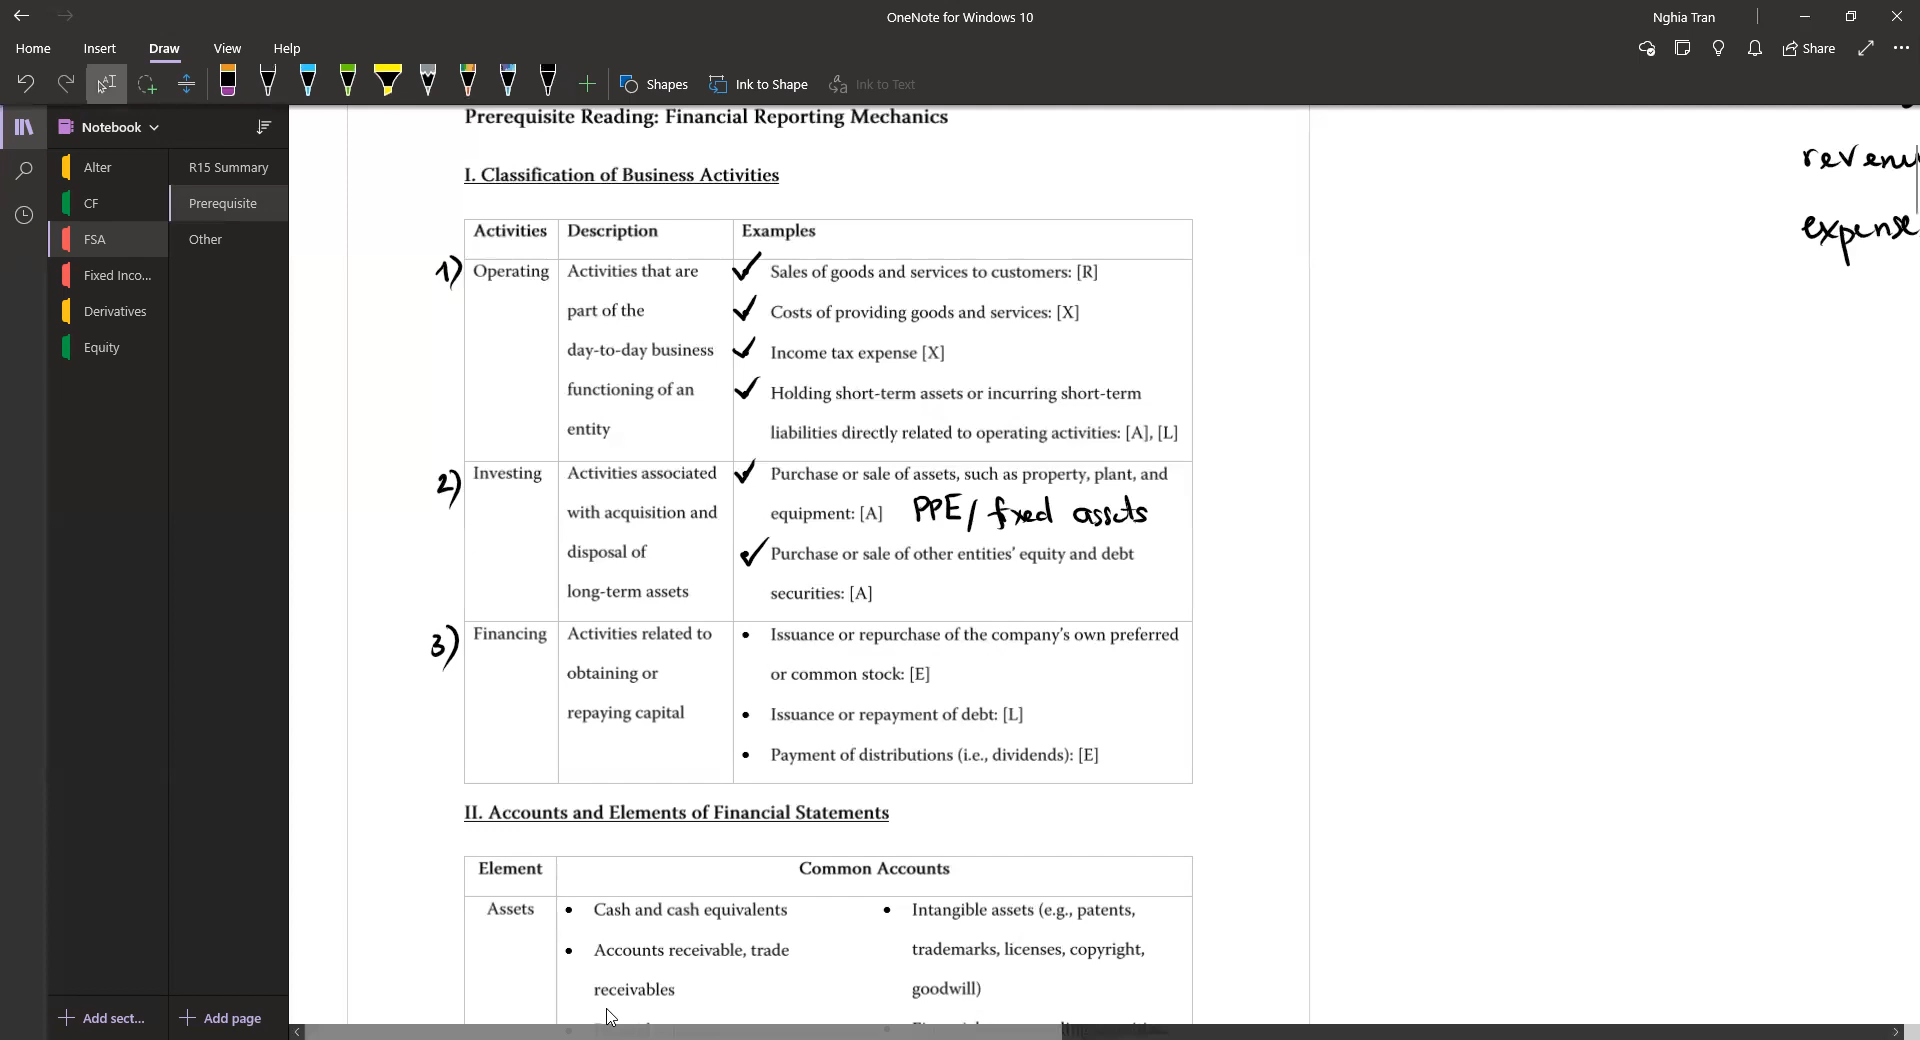 OneNote for Windows 10
Nghia Tran
Home Insert Draw View Help
Share
Shapes Ink to Shape Ink to Text
Notebook
Alter
CF
FSA
Fixed Inco...
Derivatives
Equity
R15 Summary
Prerequisite
Other
Add sect...
Add page
Prerequisite Reading: Financial Reporting Mechanics
I. Classification of Business Activities
Activities Description Examples
1) Operating
Activities that are
part of the
day-to-day business
functioning of an
entity
Sales of goods and services to customers: [R]
Costs of providing goods and services: [X]
Income tax expense [X]
Holding short-term assets or incurring short-term
liabilities directly related to operating activities: [A], [L]
2) Investing
Activities associated
with acquisition and
disposal of
long-term assets
Purchase or sale of assets, such as property, plant, and
equipment: [A] PPE/ fixed assets
Purchase or sale of other entities' equity and debt
securities: [A]
3) Financing
Activities related to
obtaining or
repaying capital
Issuance or repurchase of the company's own preferred
or common stock: [E]
Issuance or repayment of debt: [L]
Payment of distributions (i.e., dividends): [E]
II. Accounts and Elements of Financial Statements
Element Common Accounts
Assets
Cash and cash equivalents
Accounts receivable, trade
receivables
Intangible assets (e.g., patents,
trademarks, licenses, copyright,
goodwill)
revenu
expense